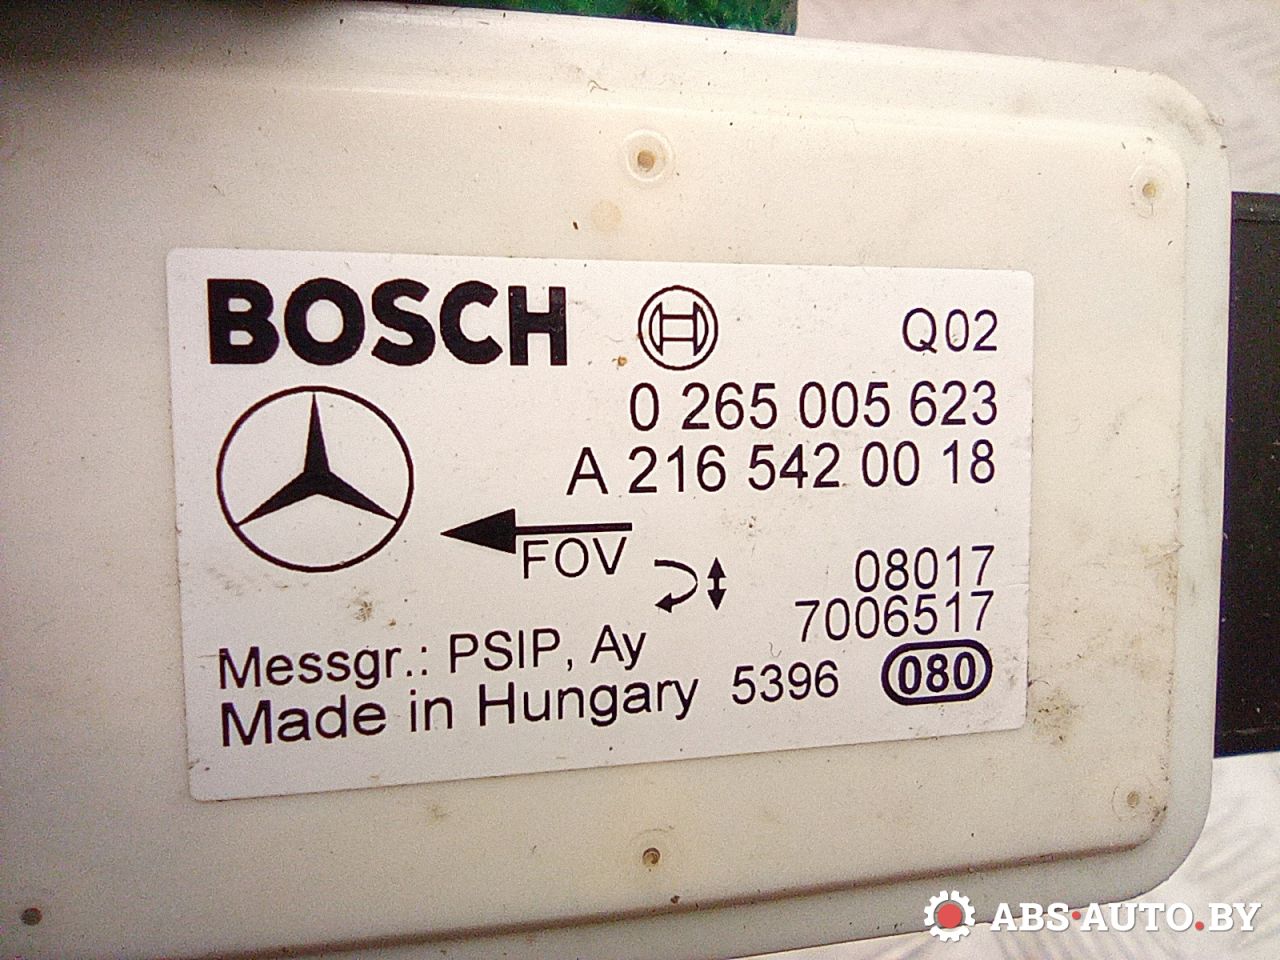 BOSCH
Q02
0 265 005 623
A 216 542 00 18
FOV
08017
7006517
Messgr.: PSIP, Ay
Made in Hungary 5396 080
ABS-AUTO.BY